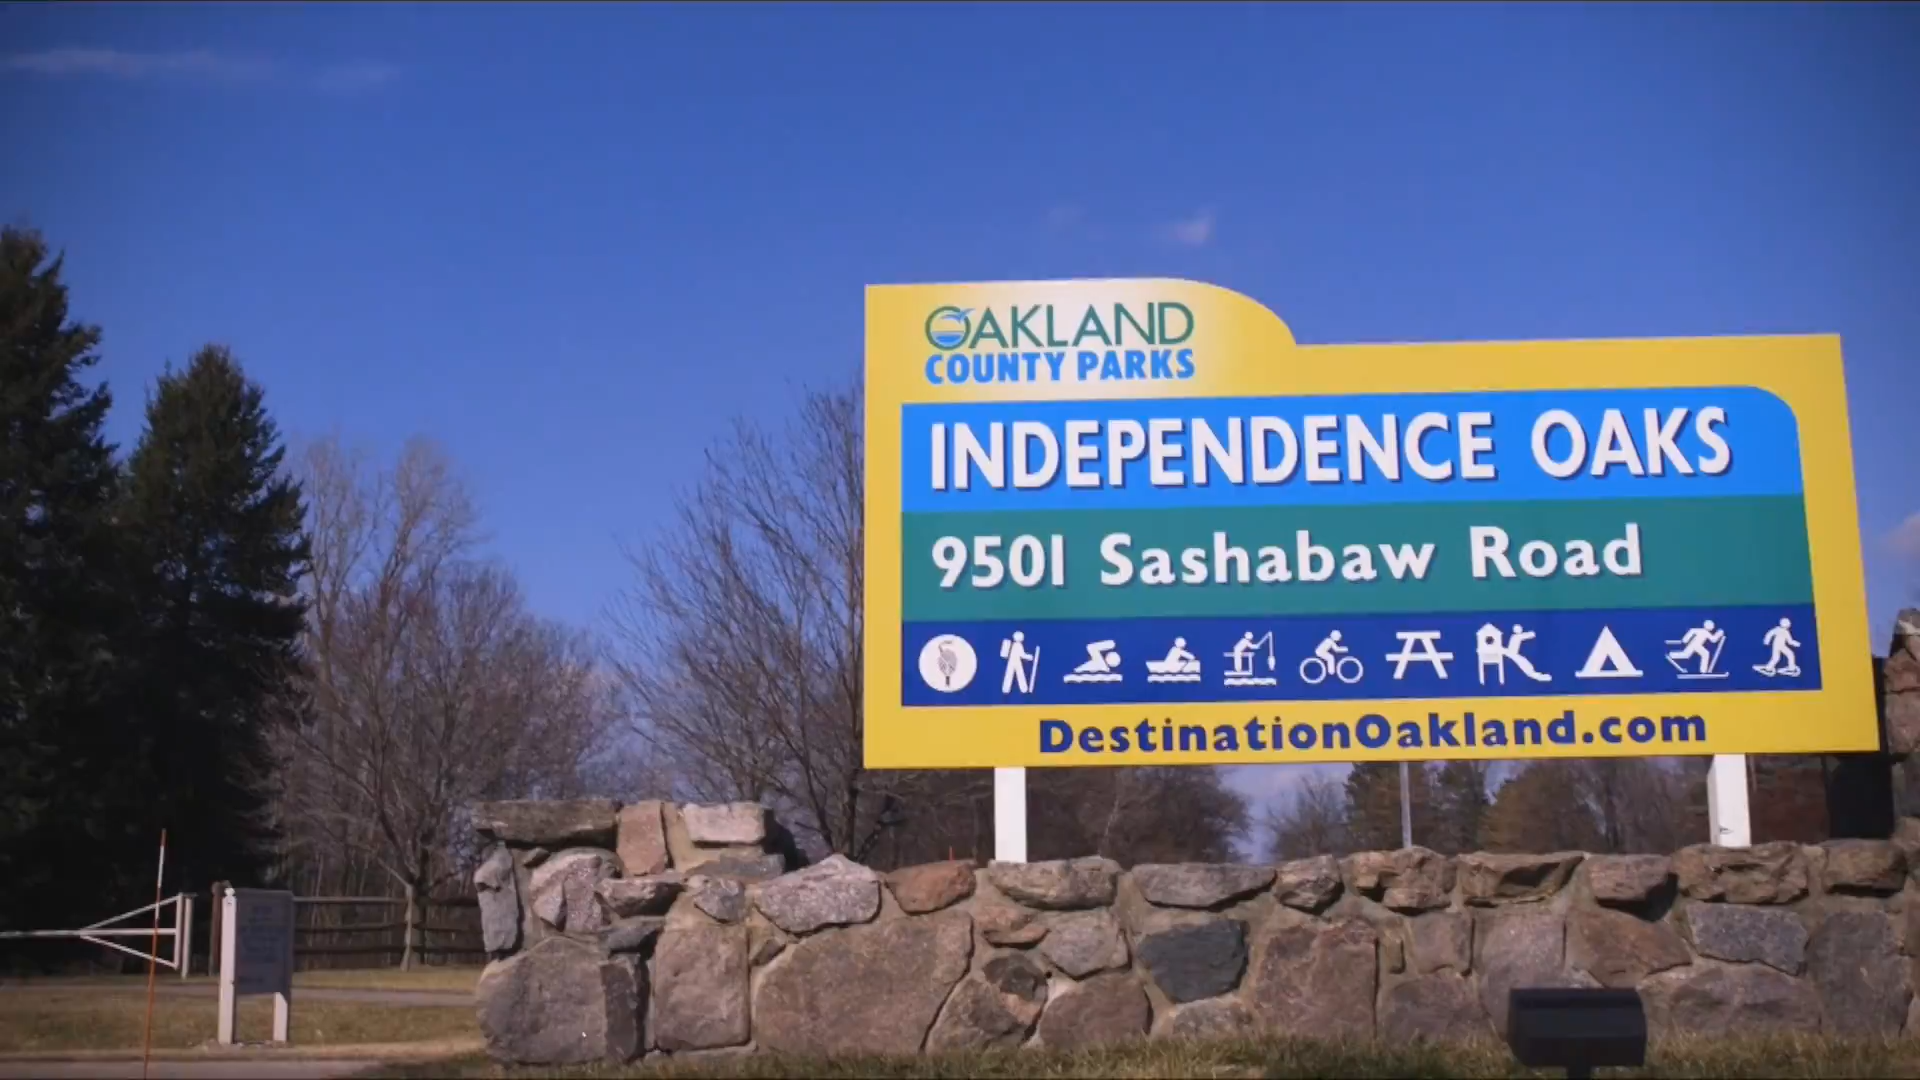 OAKLAND
COUNTY PARKS
INDEPENDENCE OAKS
9501 Sashabaw Road
DestinationOakland.com